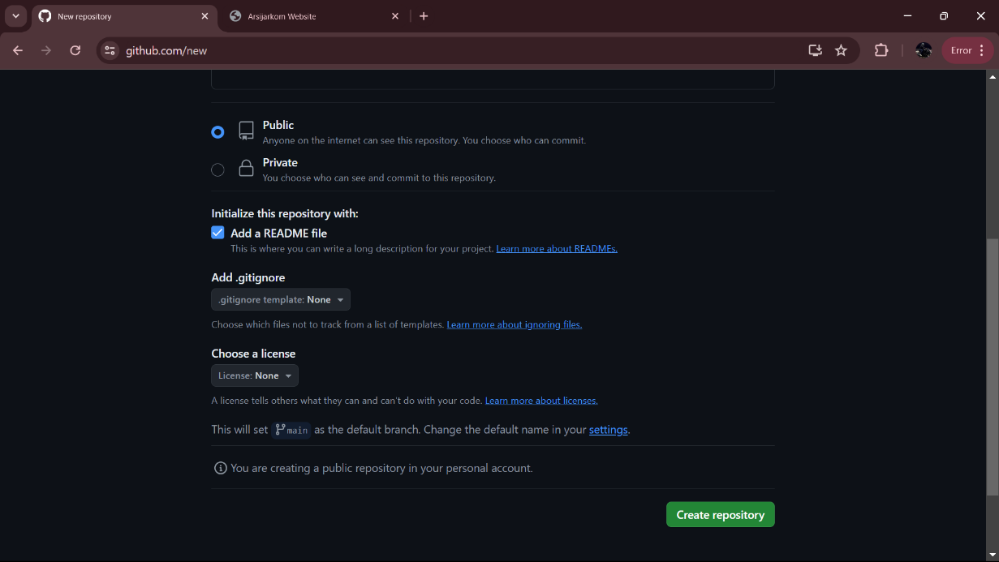 New repository
Arsijarkom Website
github.com/new
Error
Public
Anyone on the internet can see this repository. You choose who can commit.
Private
You choose who can see and commit to this repository.
Initialize this repository with:
Add a README file
This is where you can write a long description for your project. Learn more about READMEs.
Add .gitignore
.gitignore template: None
Choose which files not to track from a list of templates. Learn more about ignoring files.
Choose a license
License: None
A license tells others what they can and can't do with your code. Learn more about licenses.
This will set main as the default branch. Change the default name in your settings.
You are creating a public repository in your personal account.
Create repository